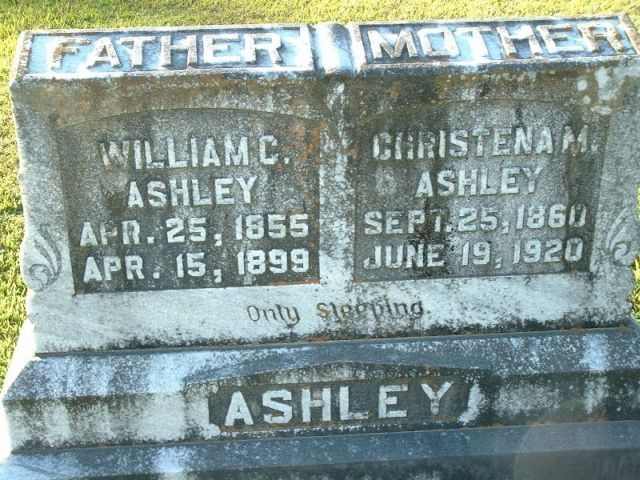 FATHER
WILLIAM C.
ASHLEY
APR. 25, 1855
APR. 15, 1899
MOTHER
CHRISTENA M.
ASHLEY
SEPT. 25, 1860
JUNE 19, 1920
Only Sleeping.
ASHLEY